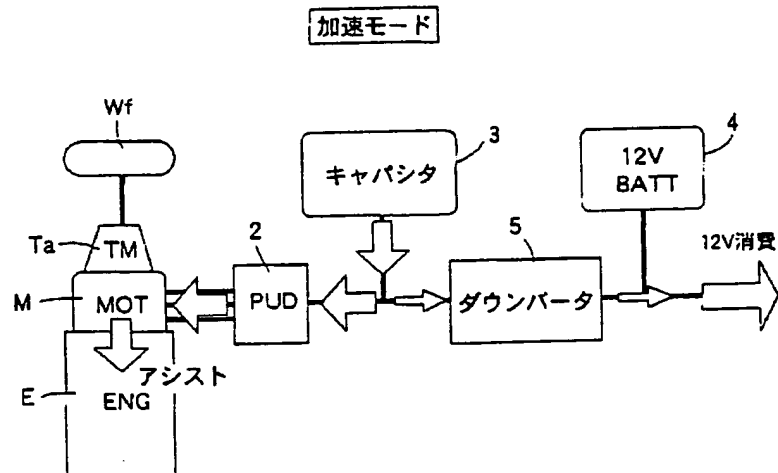 加速モード
Wf
Ta
TM
M
MOT
アシスト
E
ENG
2
PUD
キャパシタ
3
5
ダウンバータ
12V
BATT
4
12V消費